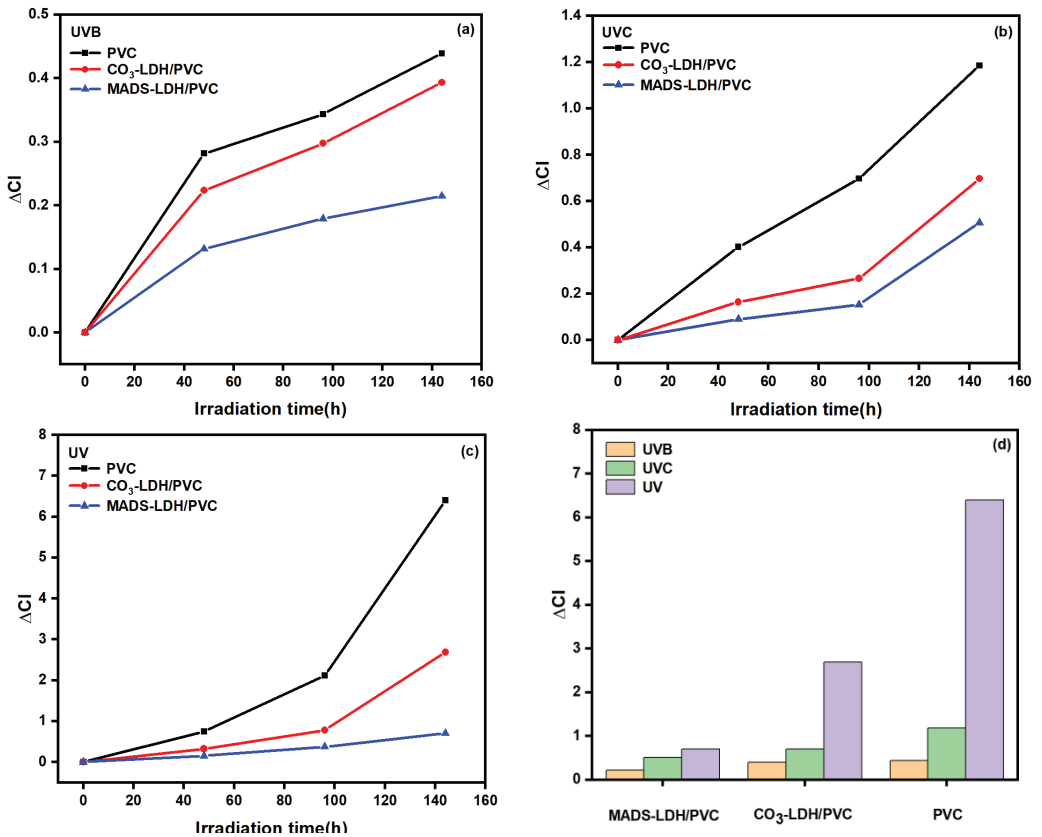 (a)
UVB
PVC
CO₃-LDH/PVC
MADS-LDH/PVC
0.5
0.4
0.3
0.2
0.1
0.0
ΔCI
0 20 40 60 80 100 120 140 160
Irradiation time(h)
(b)
UVC
PVC
CO₃-LDH/PVC
MADS-LDH/PVC
1.4
1.2
1.0
0.8
0.6
0.4
0.2
0.0
ΔCI
0 20 40 60 80 100 120 140 160
Irradiation time(h)
(c)
UV
PVC
CO₃-LDH/PVC
MADS-LDH/PVC
8
7
6
5
4
3
2
1
0
ΔCI
0 20 40 60 80 100 120 140 160
Irradiation time(h)
(d)
UVB
UVC
UV
8
7
6
5
4
3
2
1
0
ΔCI
MADS-LDH/PVC CO₃-LDH/PVC PVC